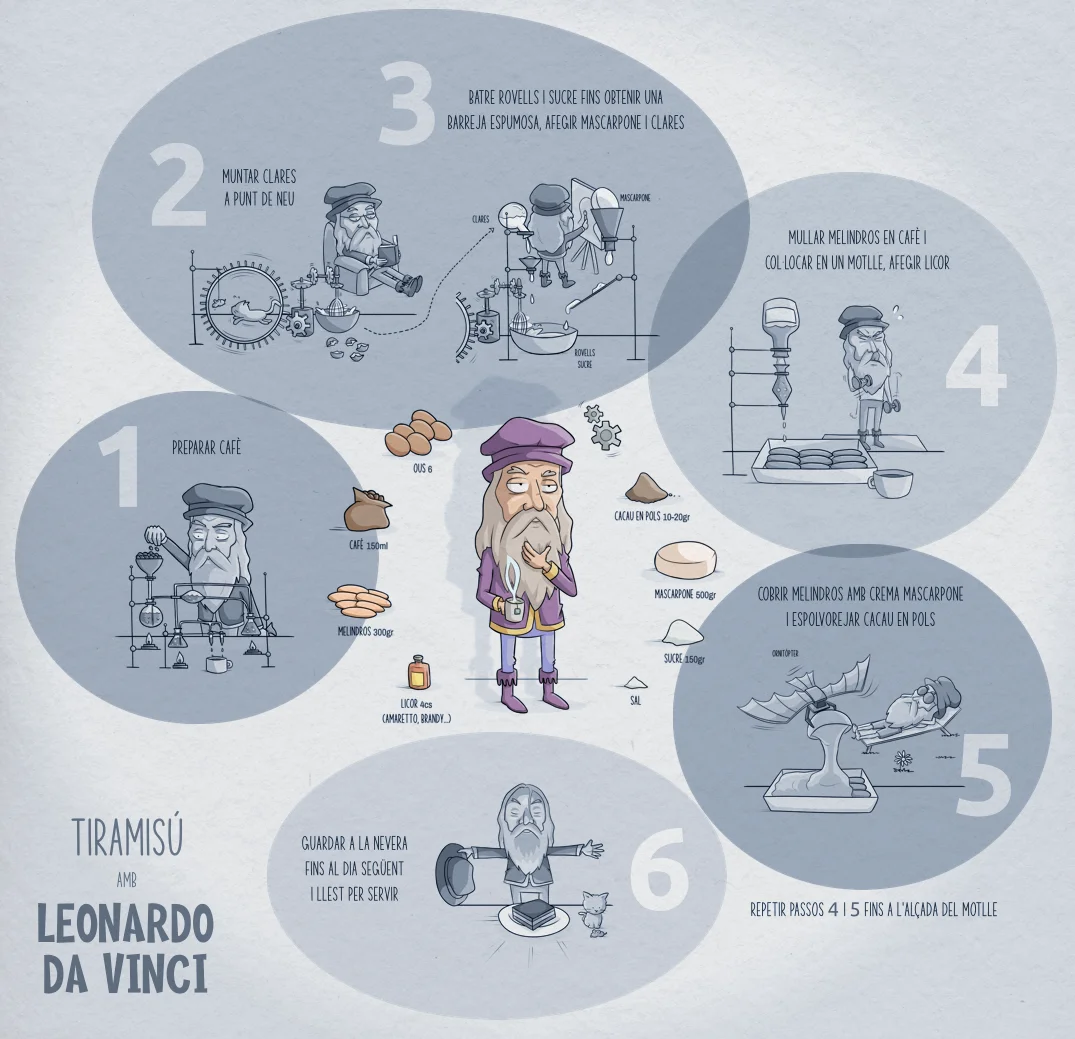 1
PREPARAR CAFÈ
2
MUNTAR CLARES
A PUNT DE NEU
3
BATRE ROVELLS I SUCRE FINS OBTENIR UNA
BARREJA ESPUMOSA, AFEGIR MASCARPONE I CLARES
CLARES
MASCARPONE
ROVELLS
SUCRE
4
MULLAR MELINDROS EN CAFÈ I
COL·LOCAR EN UN MOTLLE, AFEGIR LICOR
OUS 6
CAFÈ 150ml
MELINDROS 300gr
LICOR 4cs
(AMARETTO, BRANDY...)
CACAU EN POLS 10-20gr
MASCARPONE 500gr
SUCRE 150gr
SAL
5
COBRIR MELINDROS AMB CREMA MASCARPONE
I ESPOLVOREJAR CACAU EN POLS
ORNITÒPTER
REPETIR PASSOS 4 I 5 FINS A L'ALÇADA DEL MOTLLE
6
GUARDAR A LA NEVERA
FINS AL DIA SEGÜENT
I LLEST PER SERVIR
TIRAMISÚ
AMB
LEONARDO
DA VINCI